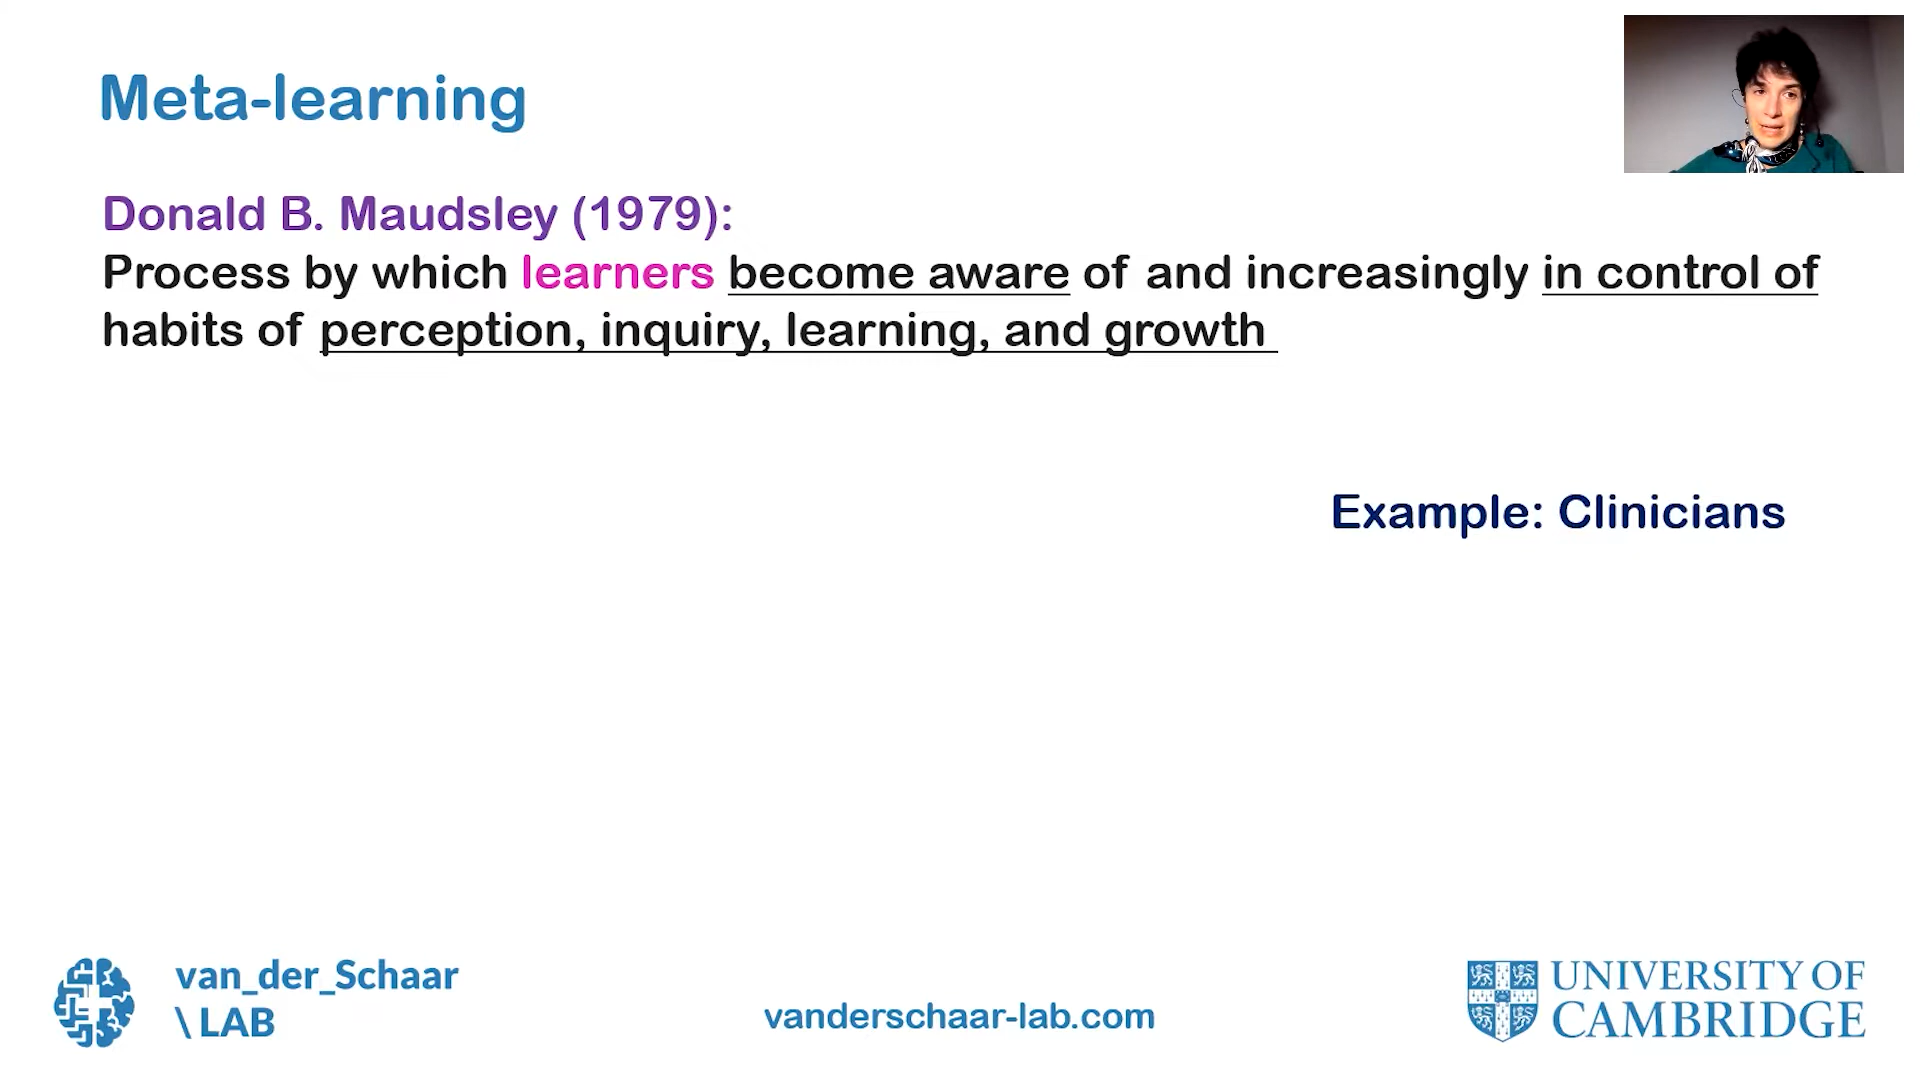 Meta-learning
Donald B. Maudsley (1979):
Process by which learners become aware of and increasingly in control of
habits of perception, inquiry, learning, and growth
Example: Clinicians
van_der_Schaar
\ LAB
vanderschaar-lab.com
UNIVERSITY OF
CAMBRIDGE